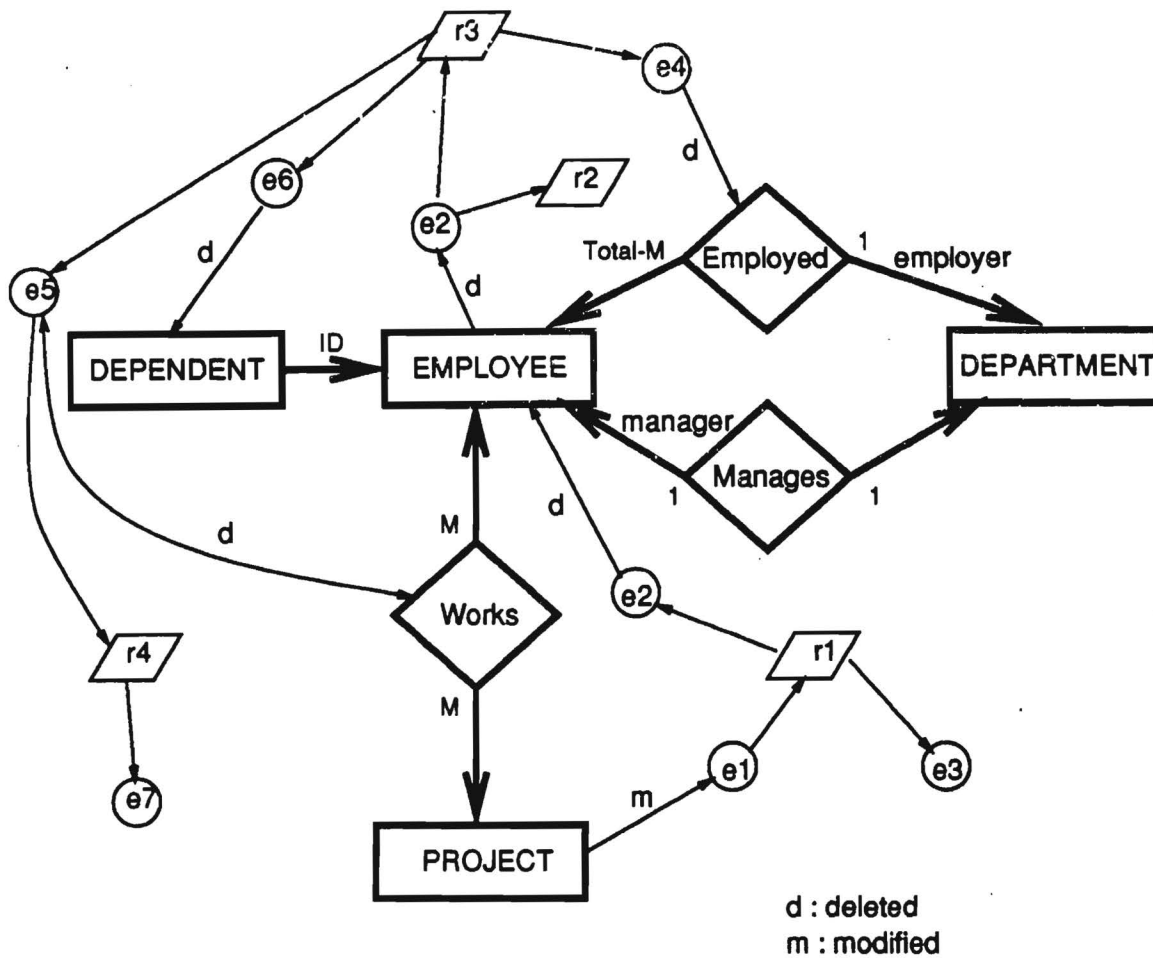 r3
e4
d
e6
r2
e2
d
d
e5
Total-M
Employed
1
employer
ID
DEPENDENT
EMPLOYEE
DEPARTMENT
manager
1
Manages
1
d
d
M
Works
e2
r4
r1
M
e1
e3
e7
m
PROJECT
d : deleted
m : modified